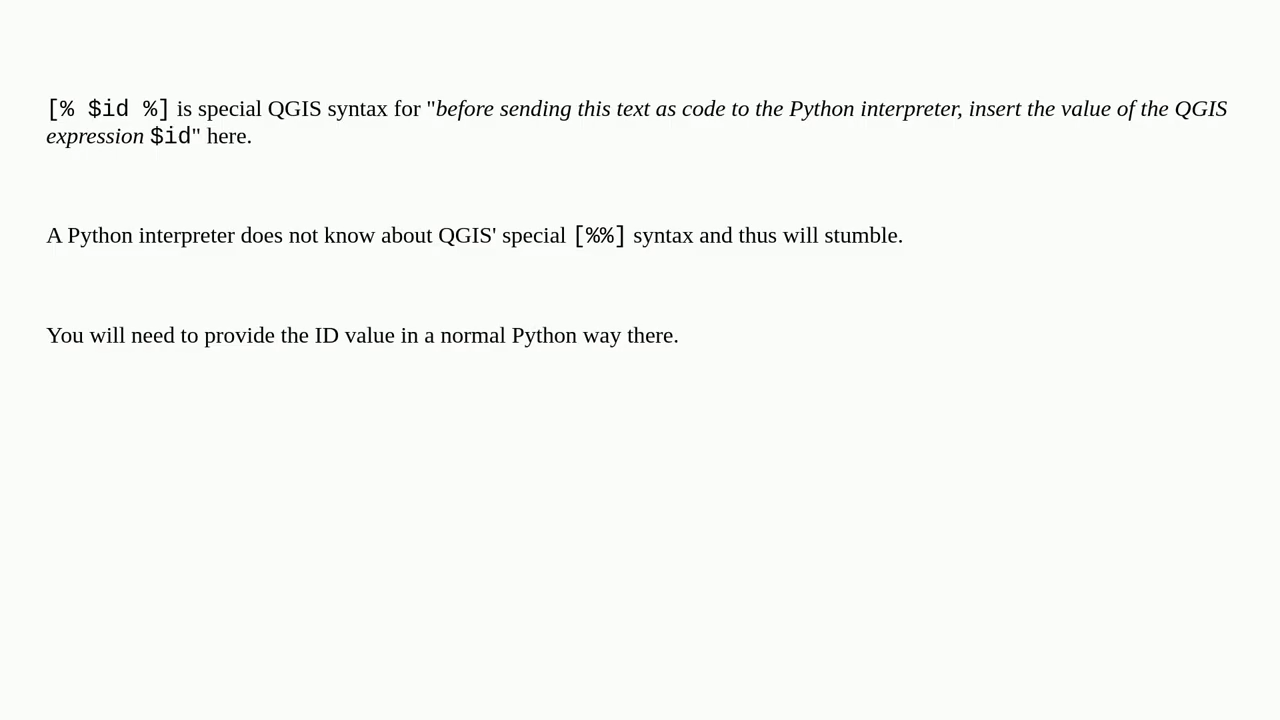 [% $id %] is special QGIS syntax for "before sending this text as code to the Python interpreter, insert the value of the QGIS
expression $id" here.
A Python interpreter does not know about QGIS' special [%%] syntax and thus will stumble.
You will need to provide the ID value in a normal Python way there.